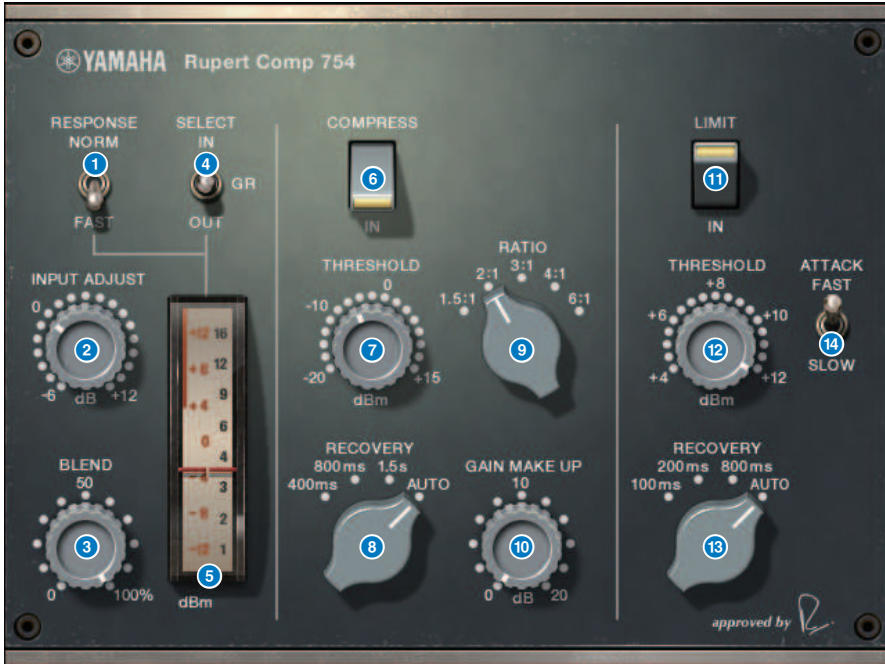 YAMAHA Rupert Comp 754
RESPONSE
NORM
1
FAST
SELECT
IN
4
GR
OUT
INPUT ADJUST
0
2
-6 dB +12
BLEND
50
3
0 100%
+12 16
+8 12
+4 9
6
0 4
-4 3
-8 2
-12 1
5
dBm
COMPRESS
6
IN
THRESHOLD
0
-10
7
-20 +15
dBm
RATIO
1.5:1 2:1 3:1 4:1 6:1
9
RECOVERY
400ms 800ms 1.5s AUTO
8
GAIN MAKE UP
10
10
0 dB 20
LIMIT
11
IN
THRESHOLD
+8
+6 +10
12
+4 +12
dBm
ATTACK
FAST
14
SLOW
RECOVERY
100ms 200ms 800ms AUTO
13
approved by